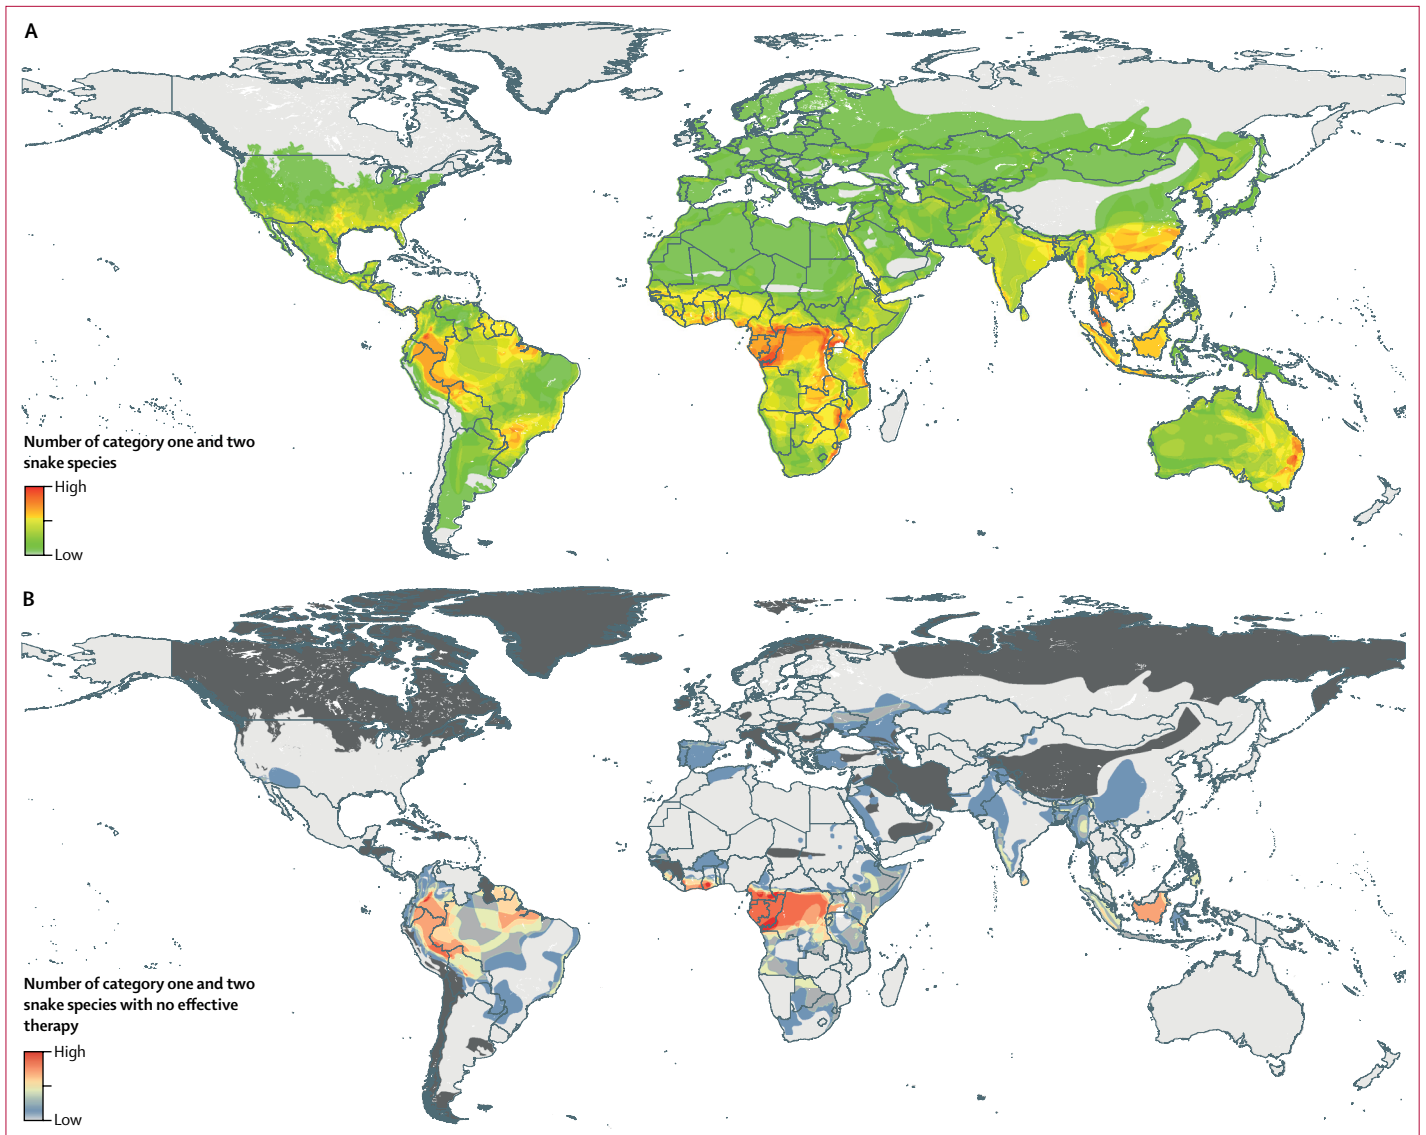 A
Number of category one and two
snake species
High
Low
B
Number of category one and two
snake species with no effective
therapy
High
Low